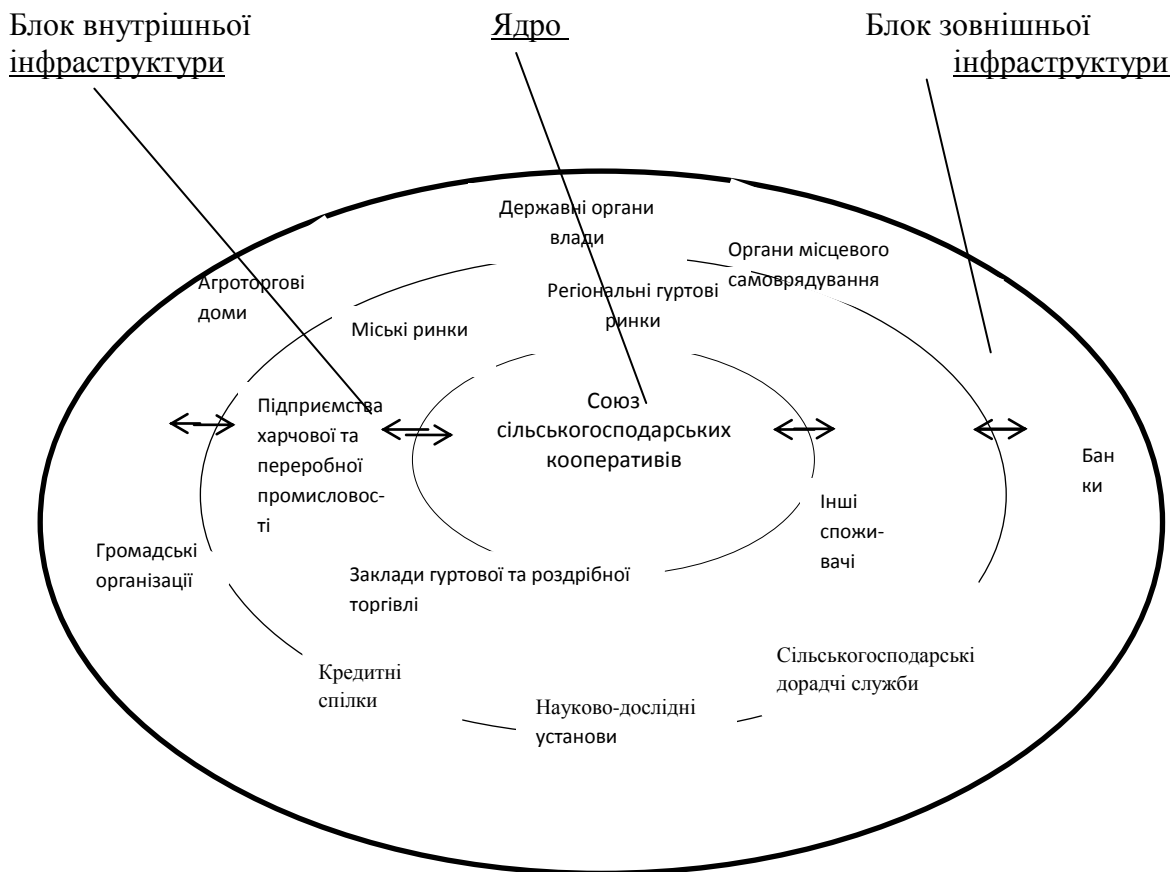 Блок внутрішньої
інфраструктури
Ядро
Блок зовнішньої
інфраструктури
Державні органи
влади
Органи місцевого
самоврядування
Агроторгові
доми
Регіональні гуртові
ринки
Міські ринки
Підприємства
харчової та
переробної
промисловос-
ті
Союз
сільськогосподарських
кооперативів
Бан
ки
Інші
спожи-
вачі
Громадські
організації
Заклади гуртової та роздрібної
торгівлі
Кредитні
спілки
Науково-дослідні
установи
Сільськогосподарські
дорадчі служби